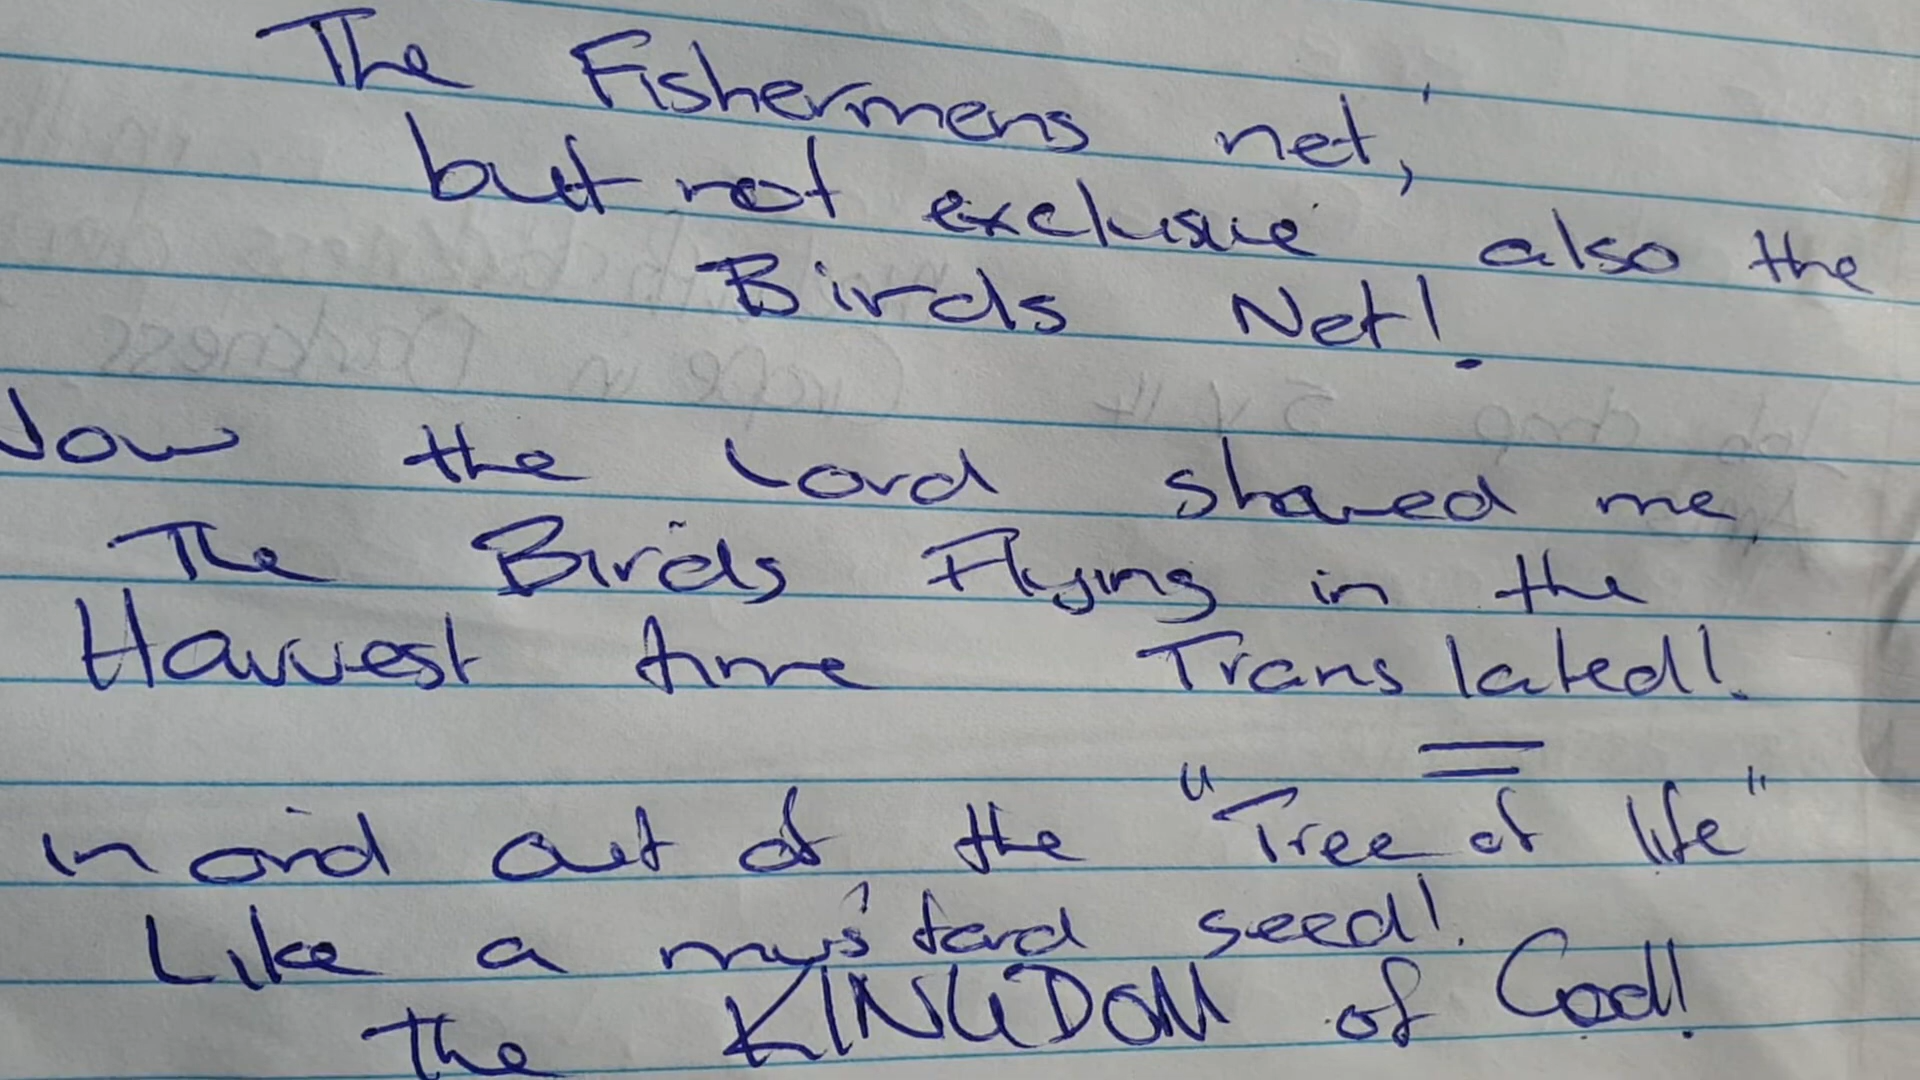 The Fishermens net,
but not exclusive also the
Birds Net!
Now the Lord shared me
The Birds Flying in the
Harvest time Translated!
in and out of the "Tree of life"
Like a mustard seed!
the KINGDOM of God!